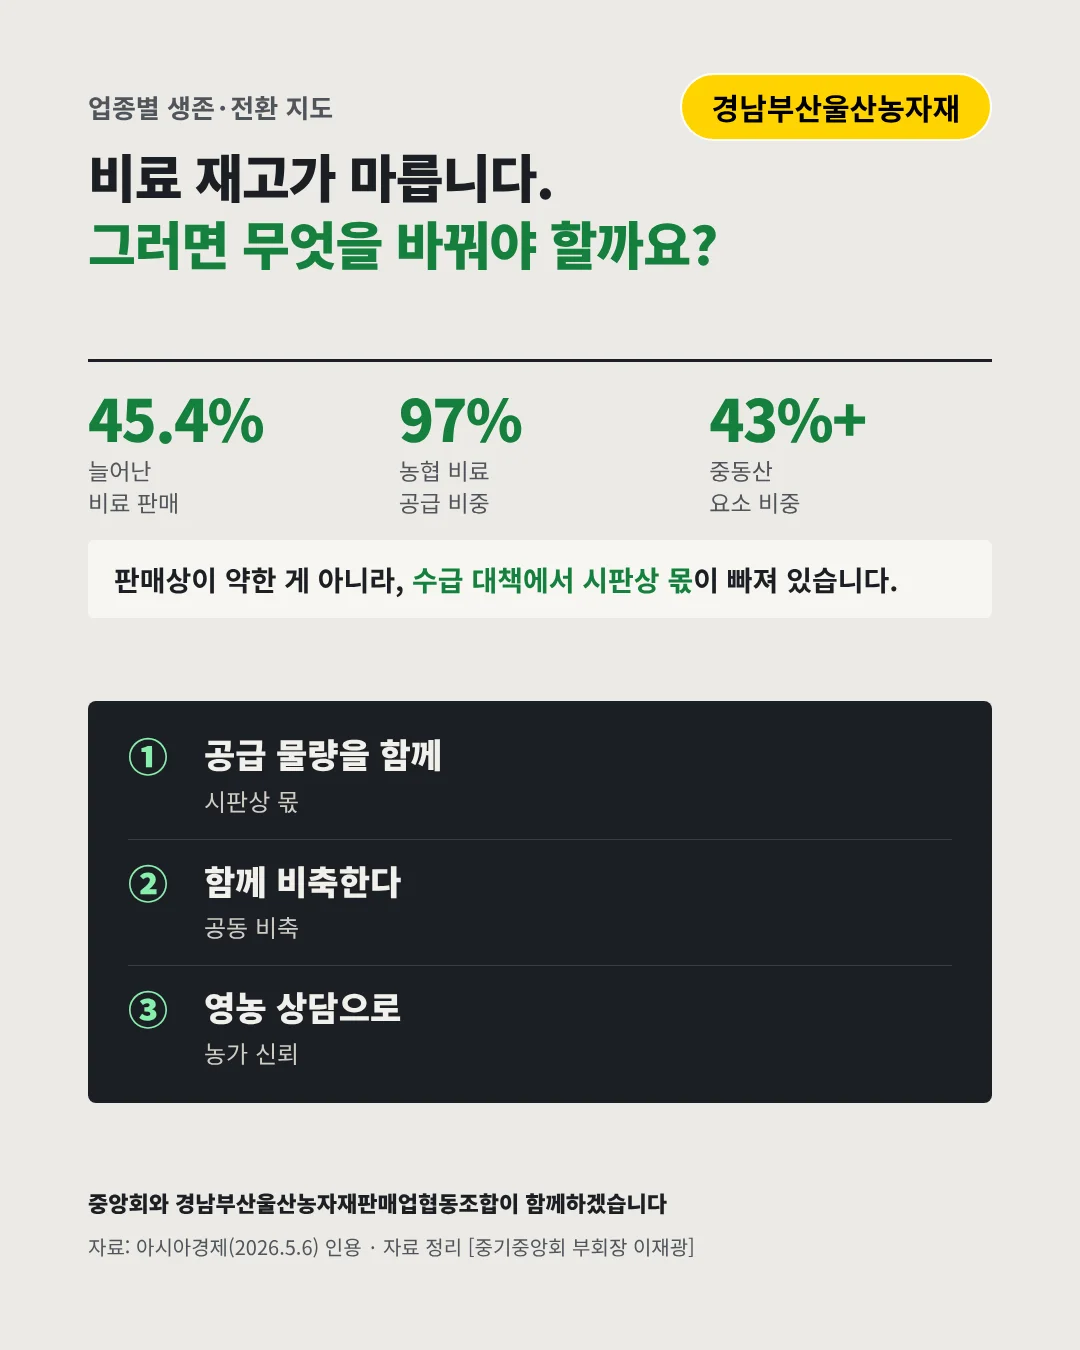 업종별 생존·전환 지도
경남부산울산농자재
비료 재고가 마릅니다.
그러면 무엇을 바꿔야 할까요?
45.4%
늘어난
비료 판매
97%
농협 비료
공급 비중
43%+
중동산
요소 비중
판매상이 약한 게 아니라, 수급 대책에서 시판상 몫이 빠져 있습니다.
① 공급 물량을 함께
시판상 몫
② 함께 비축한다
공동 비축
③ 영농 상담으로
농가 신뢰
중앙회와 경남부산울산농자재판매업협동조합이 함께하겠습니다
자료: 아시아경제(2026.5.6) 인용 · 자료 정리 [중기중앙회 부회장 이재광]